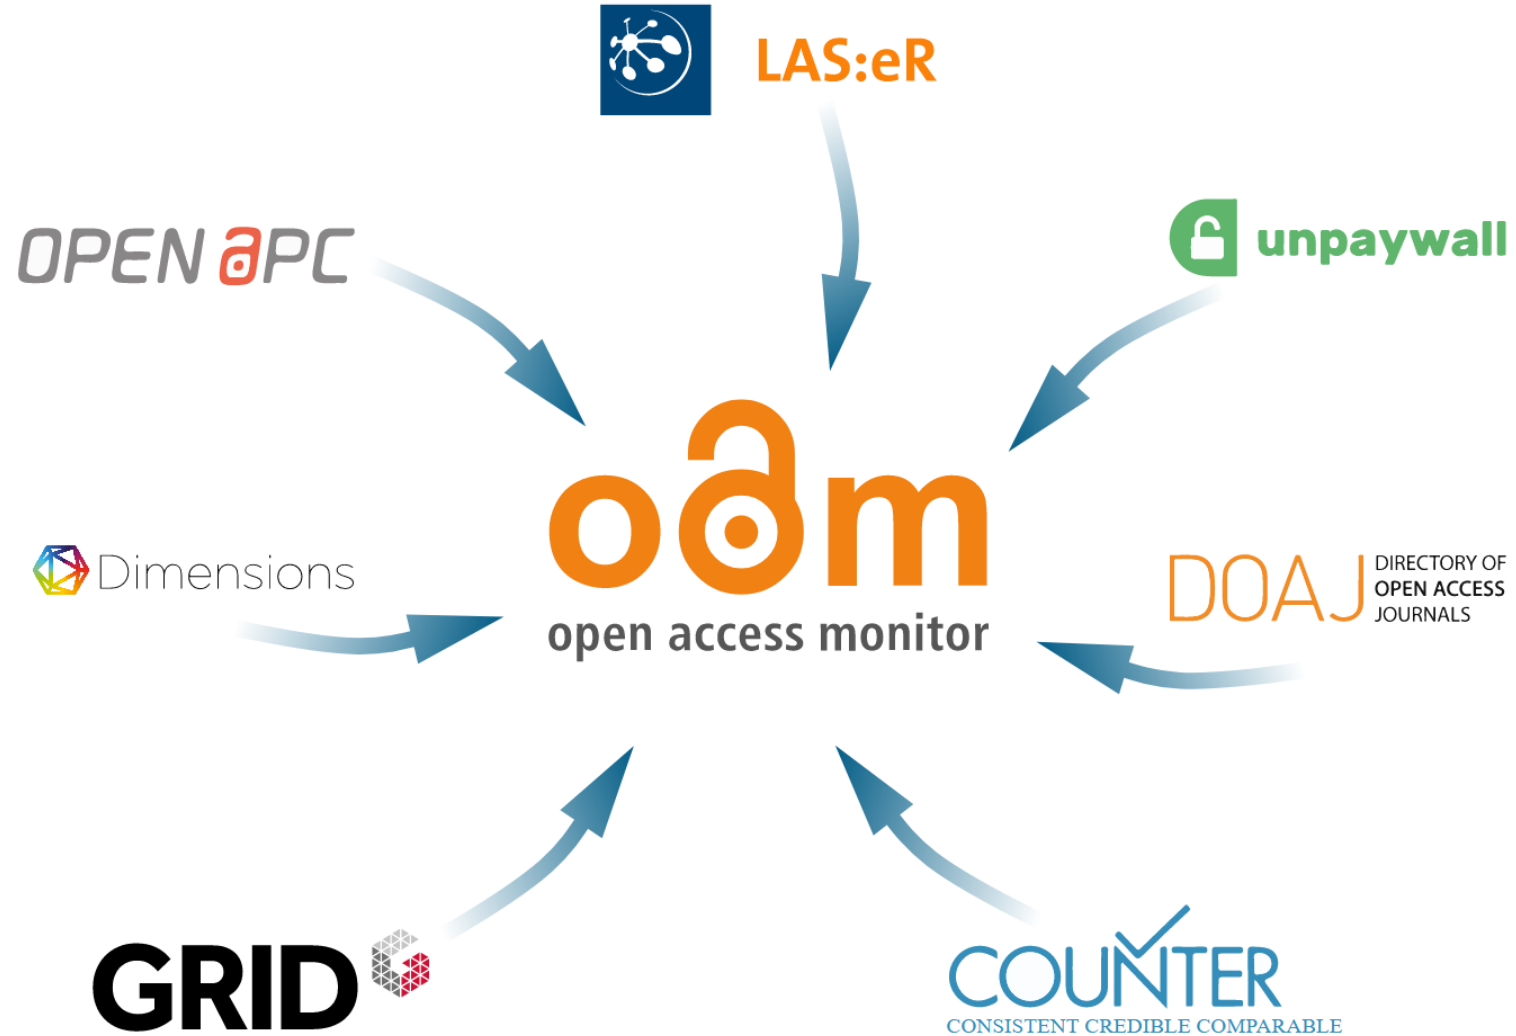 LAS:eR
OPEN aPC
unpaywall
oam
open access monitor
Dimensions
DOAJ
DIRECTORY OF
OPEN ACCESS
JOURNALS
GRID
COUNTER
CONSISTENT CREDIBLE COMPARABLE